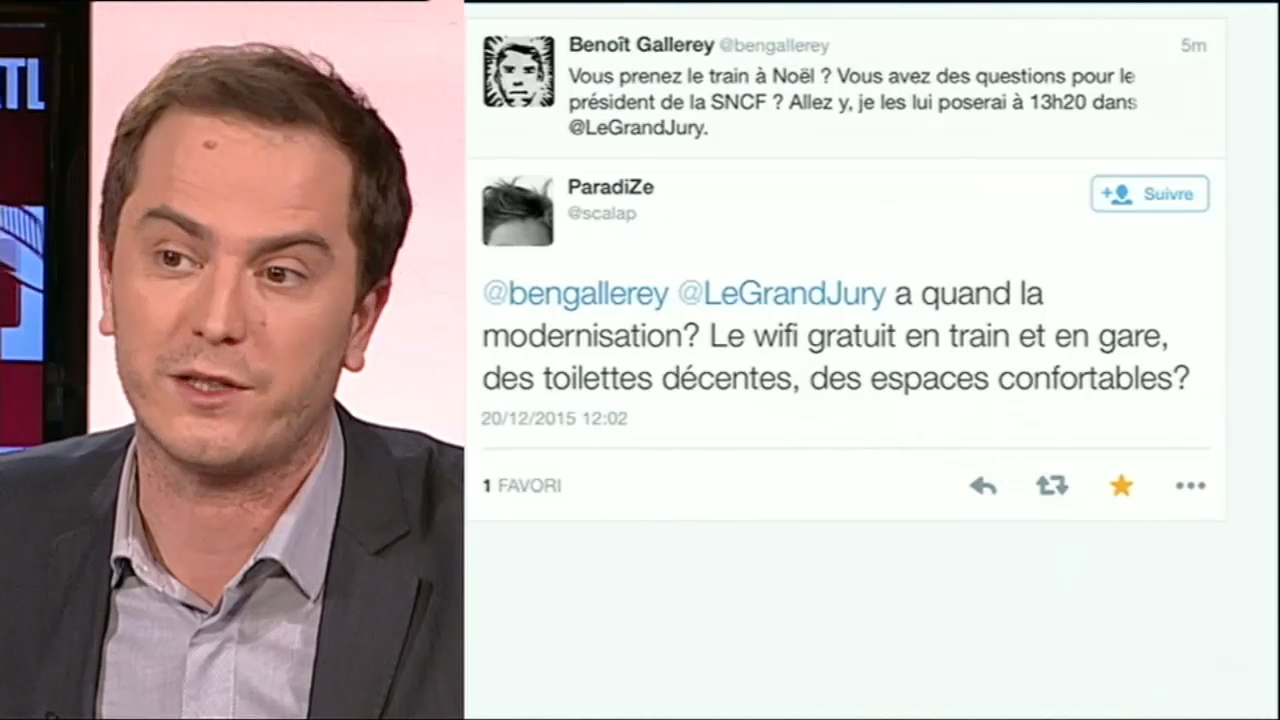 TL
Benoît Gallerey @bengallerey 5m
Vous prenez le train à Noël ? Vous avez des questions pour le
président de la SNCF ? Allez y, je les lui poserai à 13h20 dans
@LeGrandJury.
ParadiZe
@scalap
Suivre
@bengallerey @LeGrandJury a quand la
modernisation? Le wifi gratuit en train et en gare,
des toilettes décentes, des espaces confortables?
20/12/2015 12:02
1 FAVORI